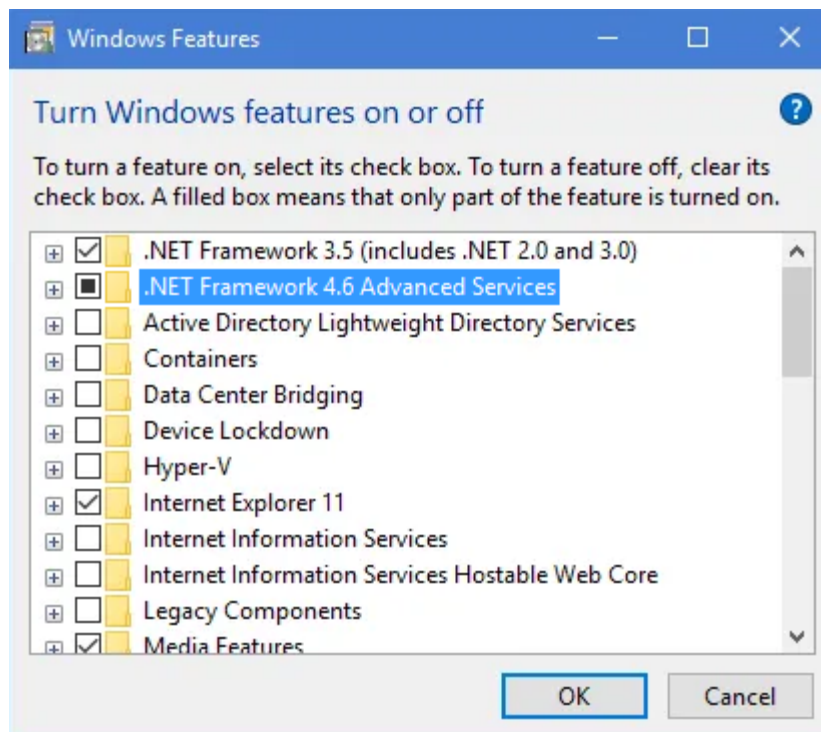 Windows Features
Turn Windows features on or off
To turn a feature on, select its check box. To turn a feature off, clear its
check box. A filled box means that only part of the feature is turned on.
.NET Framework 3.5 (includes .NET 2.0 and 3.0)
.NET Framework 4.6 Advanced Services
Active Directory Lightweight Directory Services
Containers
Data Center Bridging
Device Lockdown
Hyper-V
Internet Explorer 11
Internet Information Services
Internet Information Services Hostable Web Core
Legacy Components
Media Features
OK Cancel